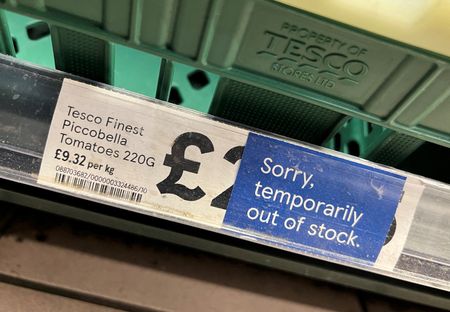 PROPERTY OF
TESCO
STORES LTD
Tesco Finest
Piccobella
Tomatoes 220G
£9.32 per kg
£2
Sorry,
temporarily
out of stock.